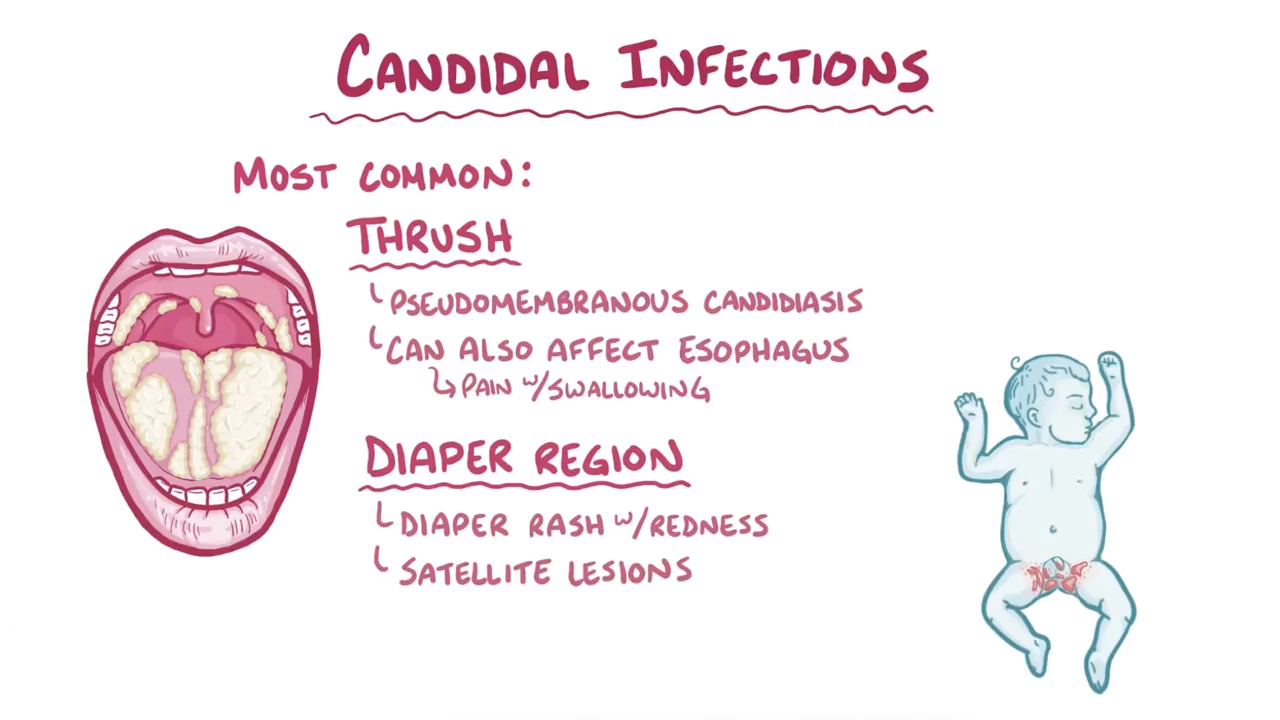 CANDIDAL INFECTIONS
MOST COMMON:
THRUSH
PSEUDOMEMBRANOUS CANDIDIASIS
CAN ALSO AFFECT ESOPHAGUS
PAIN w/SWALLOWING
DIAPER REGION
DIAPER RASH w/REDNESS
SATELLITE LESIONS